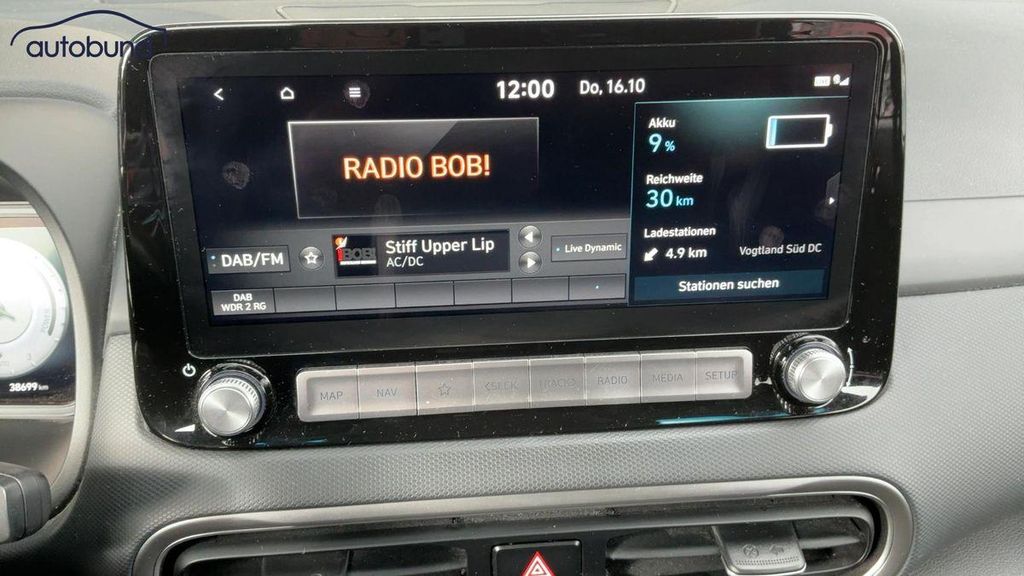 autobund
12:00 Do, 16.10
RADIO BOB!
DAB/FM
BOB!
Stiff Upper Lip
AC/DC
Live Dynamic
DAB
WDR 2 RG
Akku
9 %
Reichweite
30 km
Ladestationen
4.9 km Vogtland Süd DC
Stationen suchen
38699 km
MAP NAV <SEEK TRACK> RADIO MEDIA SETUP